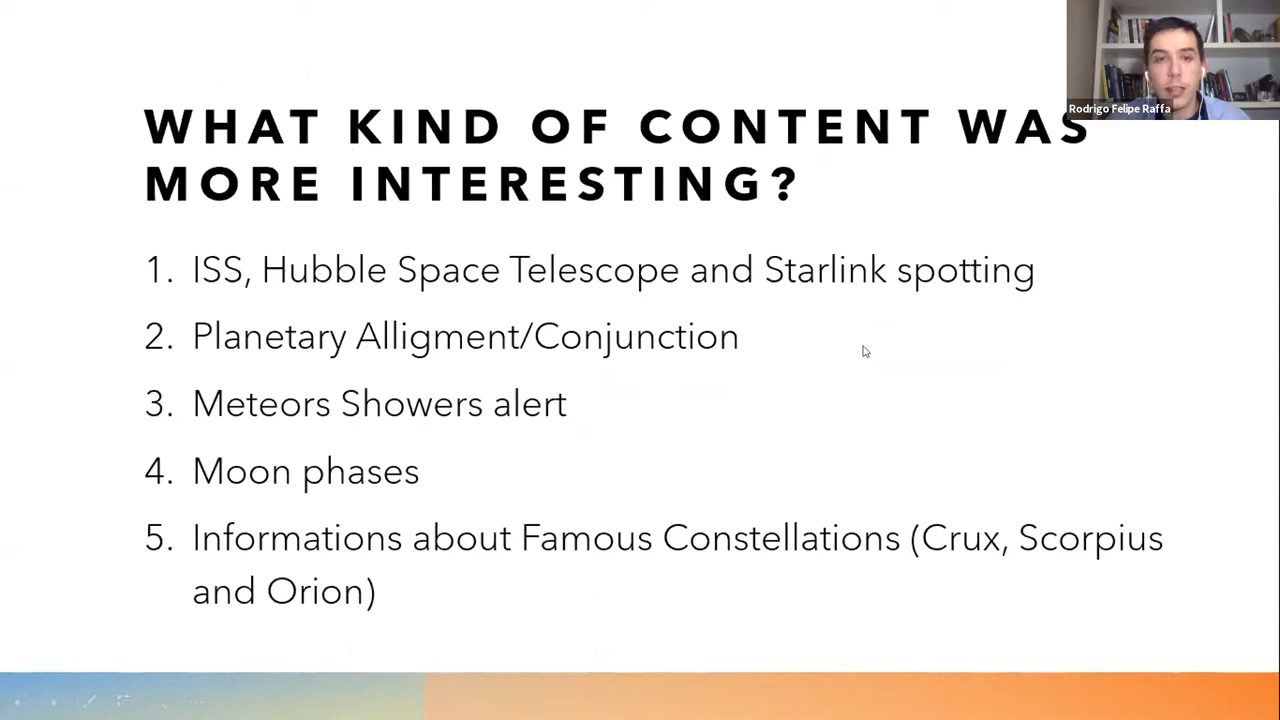 WHAT KIND OF CONTENT WAS
MORE INTERESTING?
Rodrigo Felipe Raffa
1. ISS, Hubble Space Telescope and Starlink spotting
2. Planetary Alligment/Conjunction
3. Meteors Showers alert
4. Moon phases
5. Informations about Famous Constellations (Crux, Scorpius
and Orion)